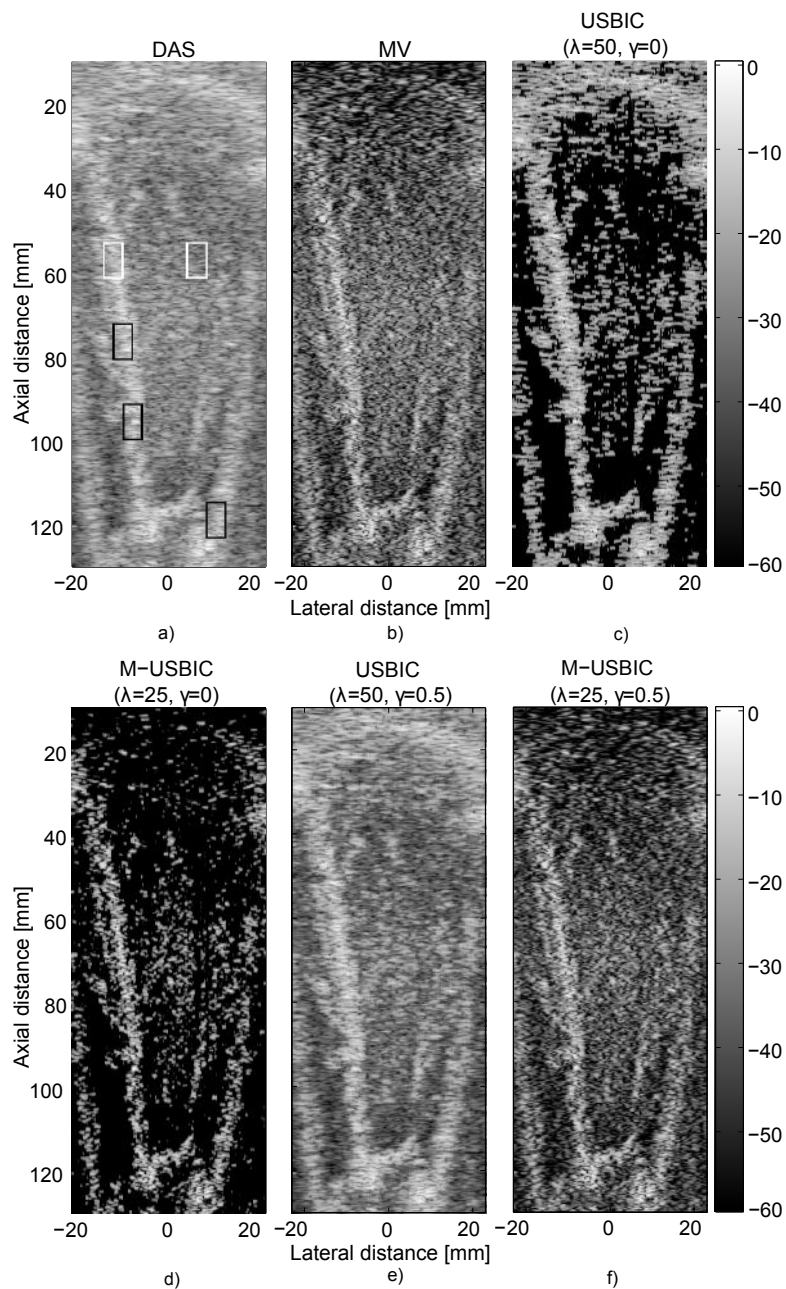 USBIC
(λ=50, γ=0)
DAS
MV
0
−10
−20
−30
−40
−50
−60
20
40
60
80
100
120
Axial distance [mm]
−20
0
20
−20
0
20
−20
0
20
Lateral distance [mm]
a)
b)
c)
M−USBIC
(λ=25, γ=0)
USBIC
(λ=50, γ=0.5)
M−USBIC
(λ=25, γ=0.5)
0
−10
−20
−30
−40
−50
−60
20
40
60
80
100
120
Axial distance [mm]
−20
0
20
−20
0
20
−20
0
20
Lateral distance [mm]
d)
e)
f)